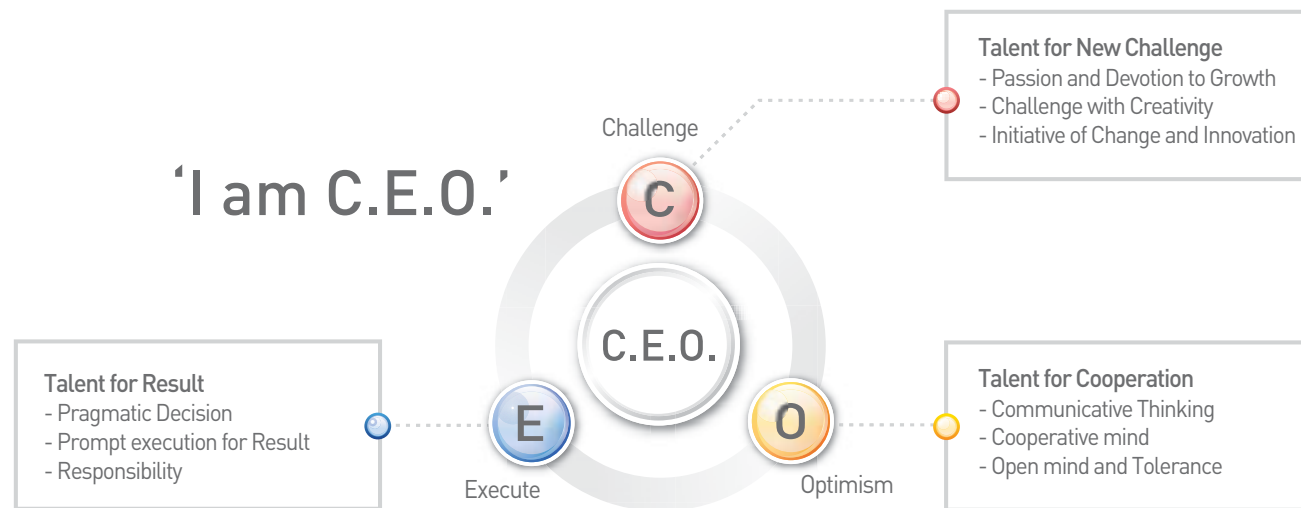 Talent for New Challenge
- Passion and Devotion to Growth
- Challenge with Creativity
- Initiative of Change and Innovation
Challenge
'I am C.E.O.'
C
C.E.O.
Talent for Result
- Pragmatic Decision
- Prompt execution for Result
- Responsibility
E
Execute
O
Optimism
Talent for Cooperation
- Communicative Thinking
- Cooperative mind
- Open mind and Tolerance